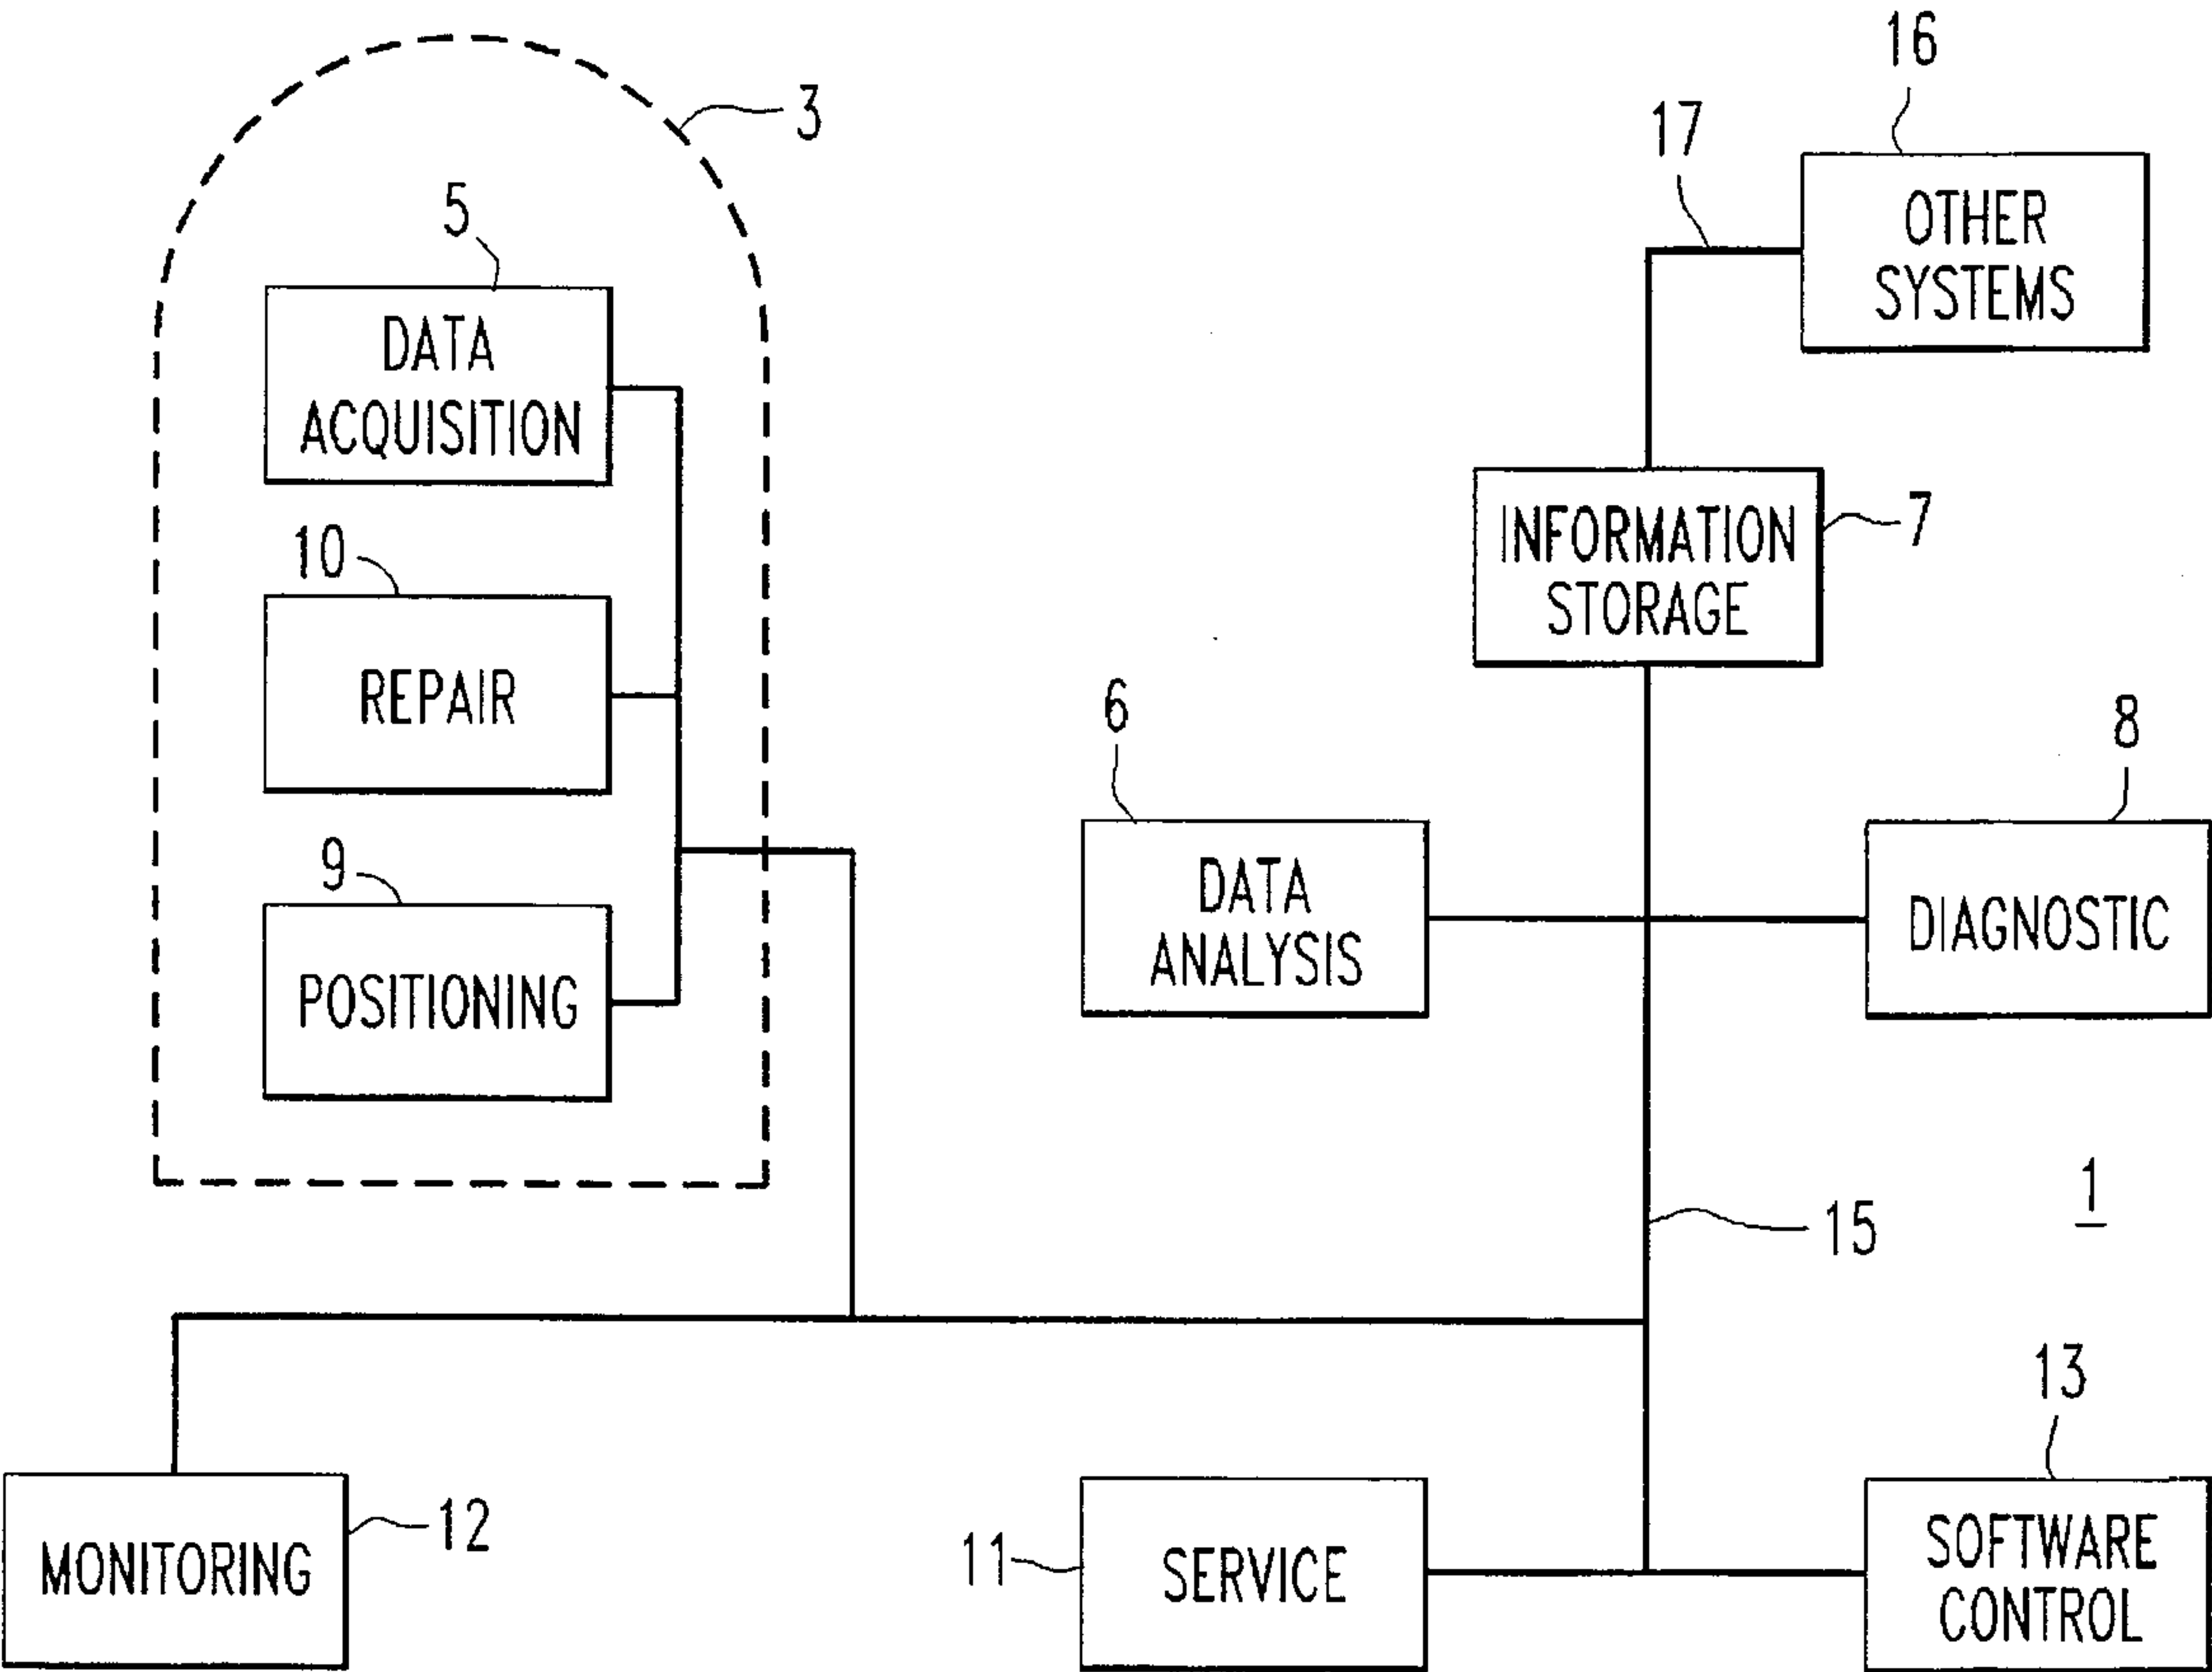 3
5
DATA
ACQUISITION
10
REPAIR
9
POSITIONING
16
17
OTHER
SYSTEMS
INFORMATION
STORAGE
7
6
DATA
ANALYSIS
8
DIAGNOSTIC
15
1
MONITORING
12
11
SERVICE
13
SOFTWARE
CONTROL